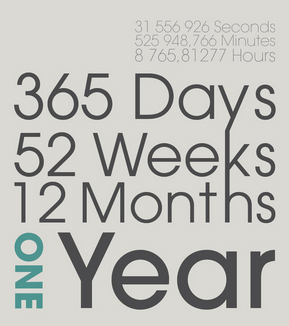 31 556 926 Seconds
525 948,766 Minutes
8 765,81277 Hours
365 Days
52 Weeks
12 Months
ONE Year